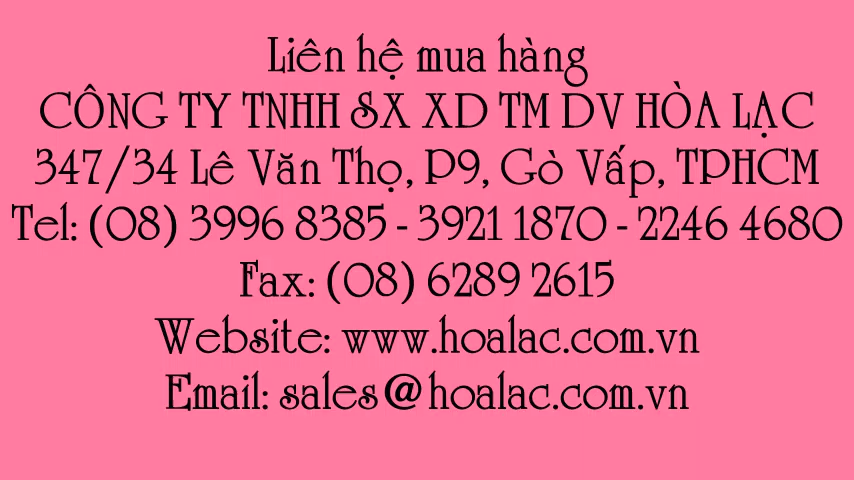 Liên hệ mua hàng
CÔNG TY TNHH SX XD TM DV HÒA LẠC
347/34 Lê Văn Thọ, P9, Gò Vấp, TPHCM
Tel: (08) 3996 8385 - 3921 1870 - 2246 4680
Fax: (08) 6289 2615
Website: www.hoalac.com.vn
Email: sales@hoalac.com.vn